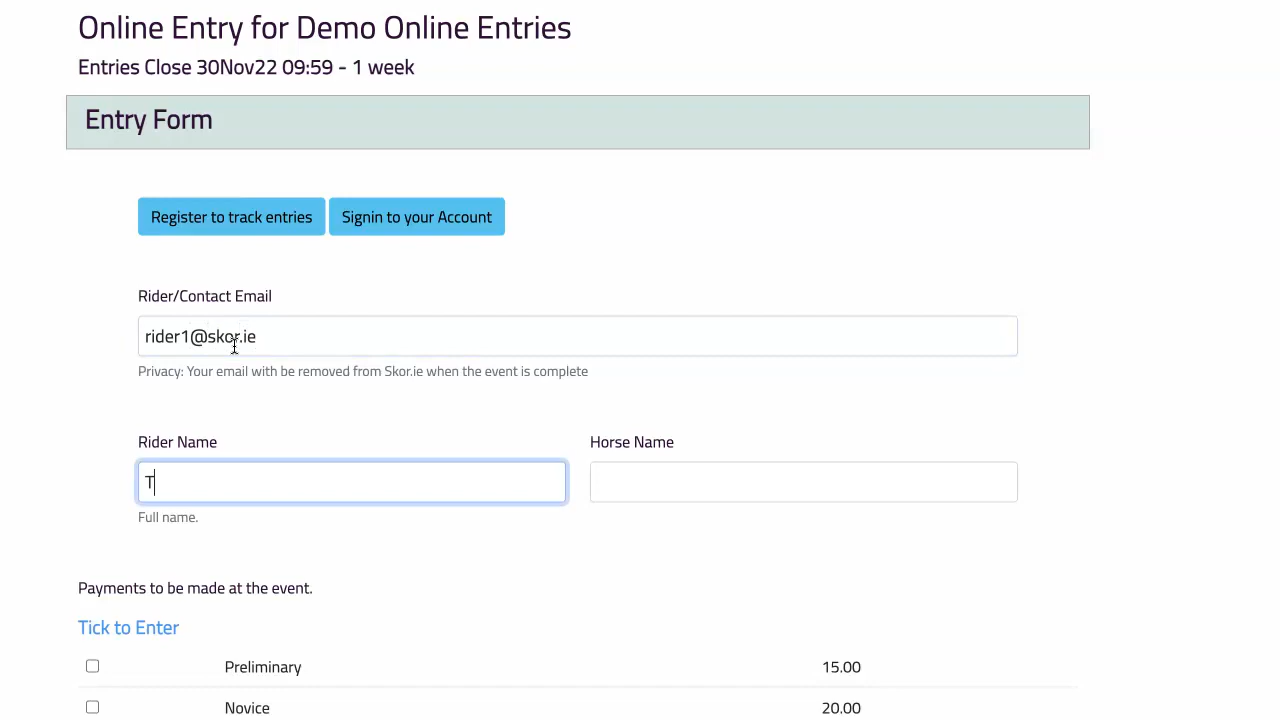 Online Entry for Demo Online Entries
Entries Close 30Nov22 09:59 - 1 week
Entry Form
Register to track entries Signin to your Account
Rider/Contact Email
rider1@skor.ie
Privacy: Your email with be removed from Skor.ie when the event is complete
Rider Name Horse Name
T
Full name.
Payments to be made at the event.
Tick to Enter
Preliminary 15.00
Novice 20.00